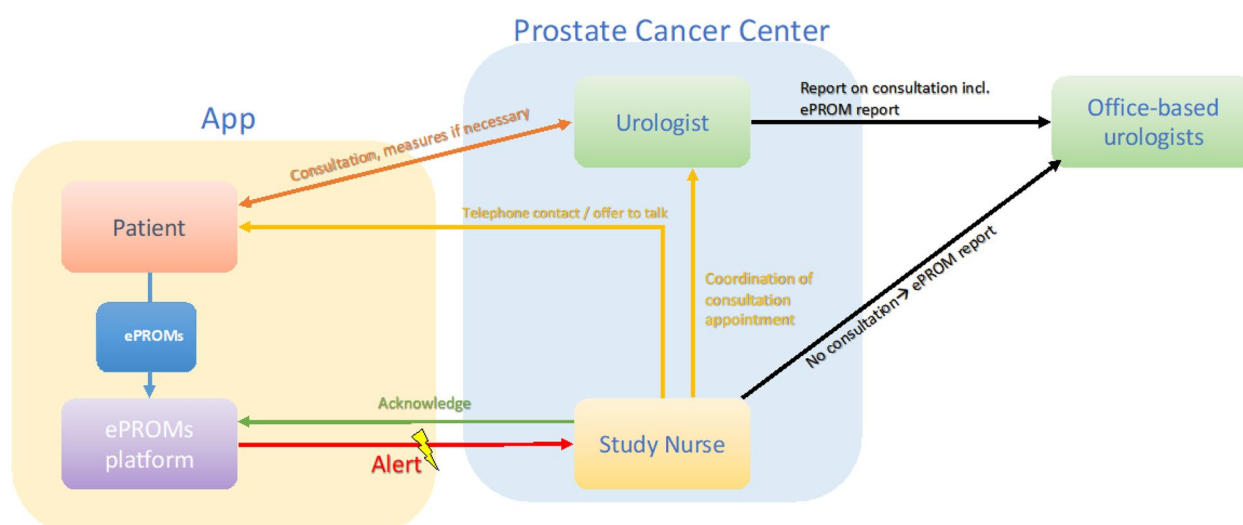 Prostate Cancer Center
App
Urologist
Report on consultation incl.
ePROM report
Office-based
urologists
Consultation, measures if necessary
Patient
Telephone contact / offer to talk
Coordination of
consultation
appointment
No consultation→ ePROM report
ePROMs
Acknowledge
ePROMs
platform
Alert
Study Nurse